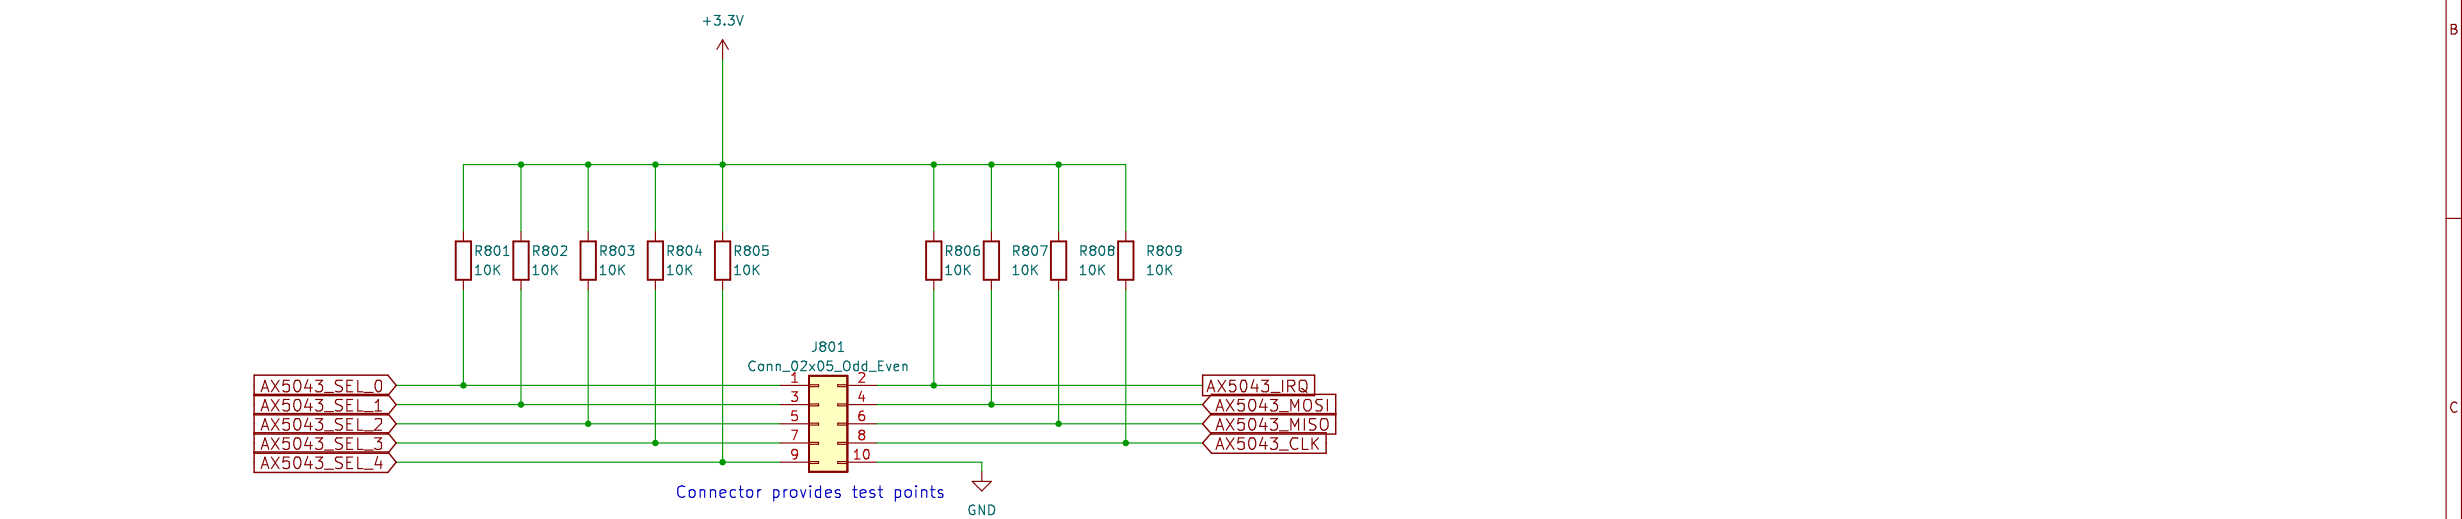 +3.3V
B
R801 R802 R803 R804 R805 R806 R807 R808 R809
10K 10K 10K 10K 10K 10K 10K 10K 10K
J801
Conn_02x05_Odd_Even
AX5043_SEL_0 1 2 AX5043_IRQ
AX5043_SEL_1 3 4 AX5043_MOSI
C
AX5043_SEL_2 5 6 AX5043_MISO
AX5043_SEL_3 7 8 AX5043_CLK
AX5043_SEL_4 9 10
Connector provides test points
GND